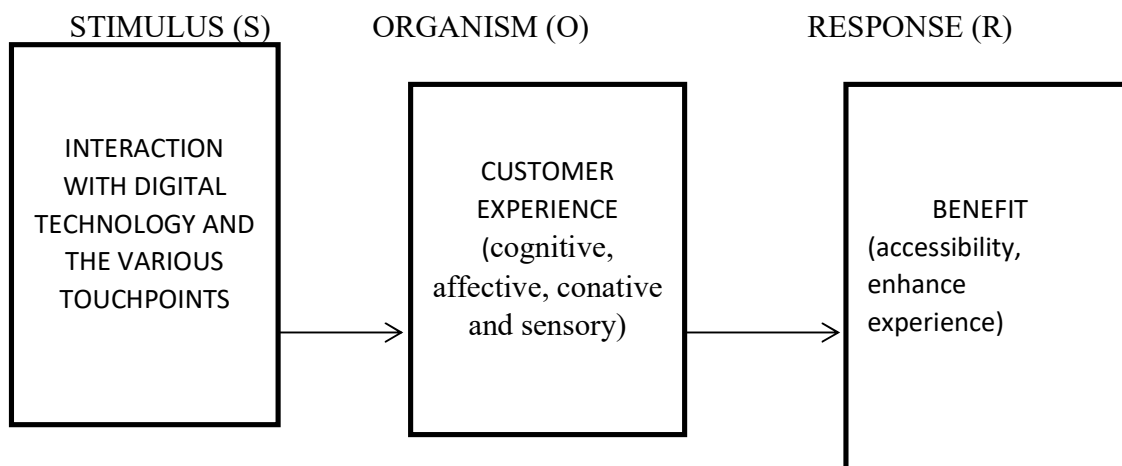 STIMULUS (S)
ORGANISM (O)
RESPONSE (R)
INTERACTION
WITH DIGITAL
TECHNOLOGY AND
THE VARIOUS
TOUCHPOINTS
CUSTOMER
EXPERIENCE
(cognitive,
affective, conative
and sensory)
BENEFIT
(accessibility,
enhance
experience)